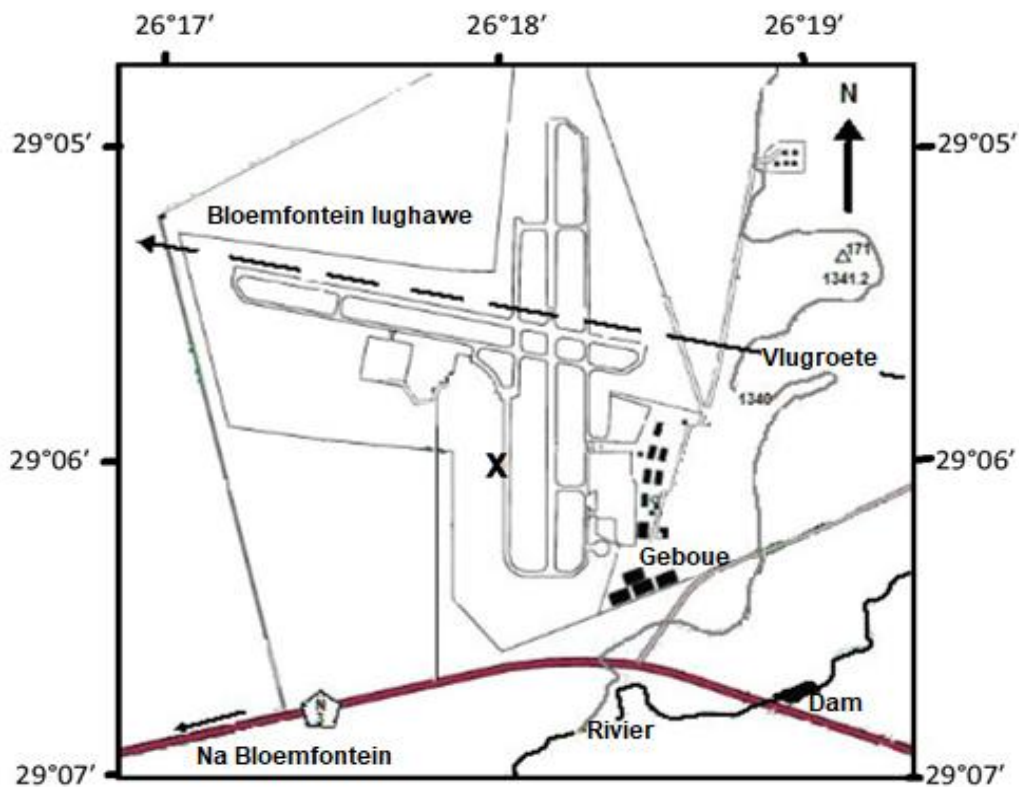 26°17′ 26°18′ 26°19′
N
29°05′ 29°05′
Bloemfontein lughawe
171
1341.2
Vlugroete
1340
29°06′ X 29°06′
Geboue
N
Dam
Rivier
Na Bloemfontein
29°07′ 29°07′